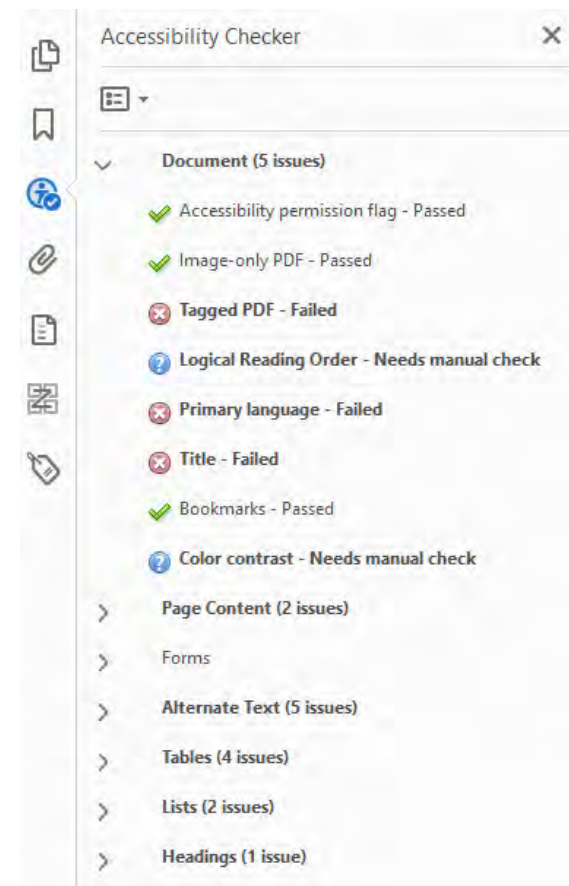 Accessibility Checker
Document (5 issues)
Accessibility permission flag - Passed
Image-only PDF - Passed
Tagged PDF - Failed
Logical Reading Order - Needs manual check
Primary language - Failed
Title - Failed
Bookmarks - Passed
Color contrast - Needs manual check
Page Content (2 issues)
Forms
Alternate Text (5 issues)
Tables (4 issues)
Lists (2 issues)
Headings (1 issue)